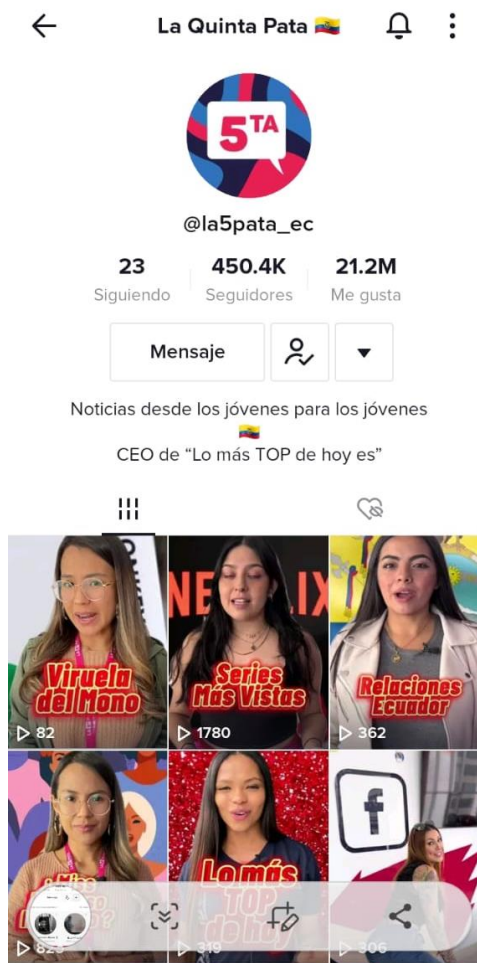 La Quinta Pata 🇪🇨
5TA
@la5pata_ec
23 450.4K 21.2M
Siguiendo Seguidores Me gusta
Mensaje
Noticias desde los jóvenes para los jóvenes
🇪🇨
CEO de “Lo más TOP de hoy es”
NETFLIX
Viruela
del Mono
Series
Más Vistas
Relaciones
Ecuador
82 1780 362
Lo más
TOP
de hoy
319 306